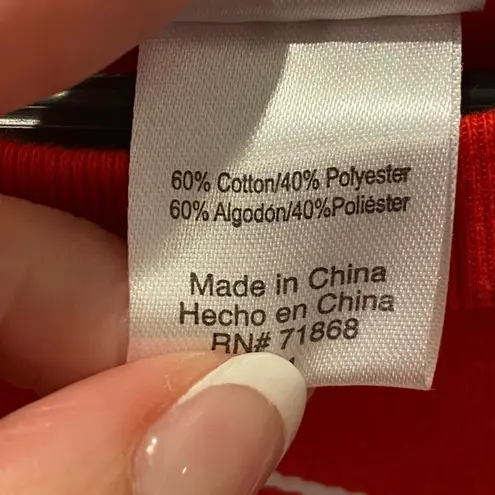 60% Cotton/40% Polyester
60% Algodón/40%Poliéster
Made in China
Hecho en China
RN# 71868